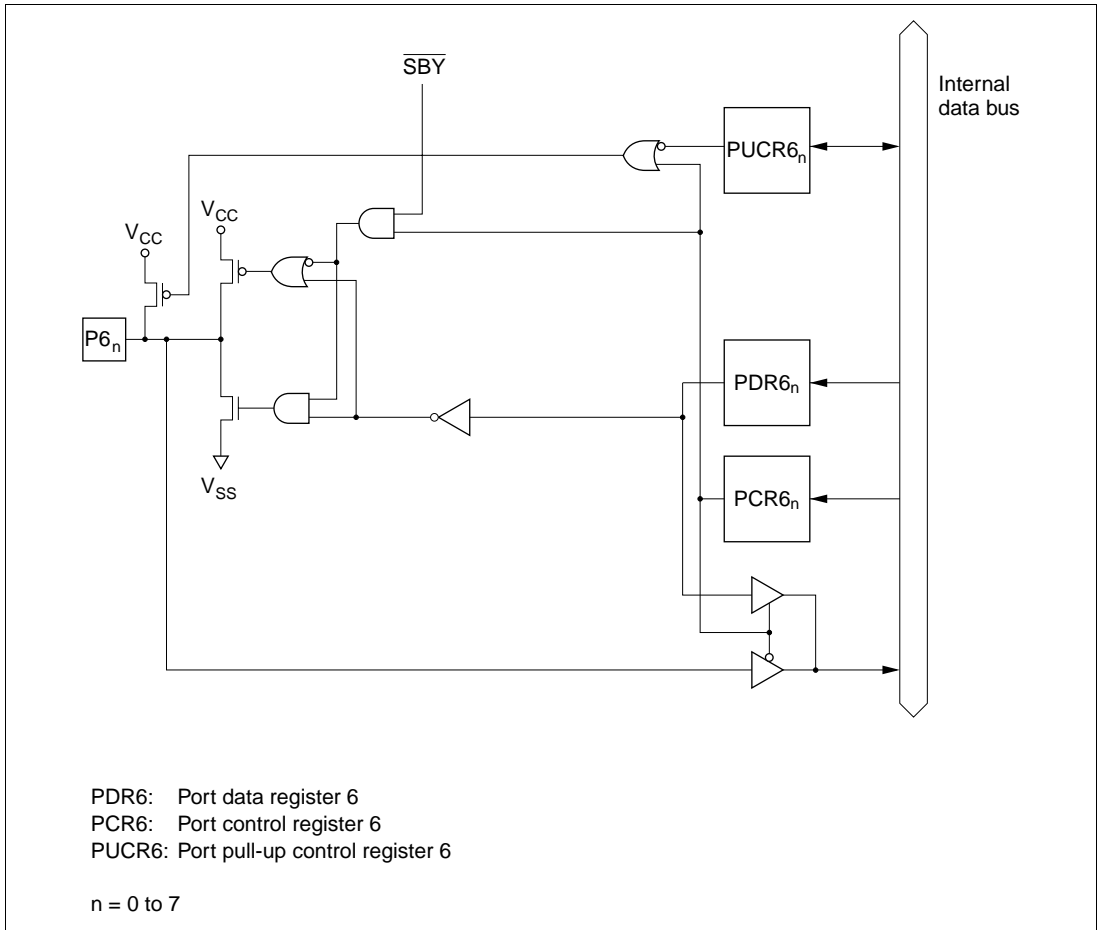 SBY
Internal
data bus
PUCR6n
VCC
VCC
P6n
PDR6n
VSS
PCR6n
PDR6: Port data register 6
PCR6: Port control register 6
PUCR6: Port pull-up control register 6
n = 0 to 7